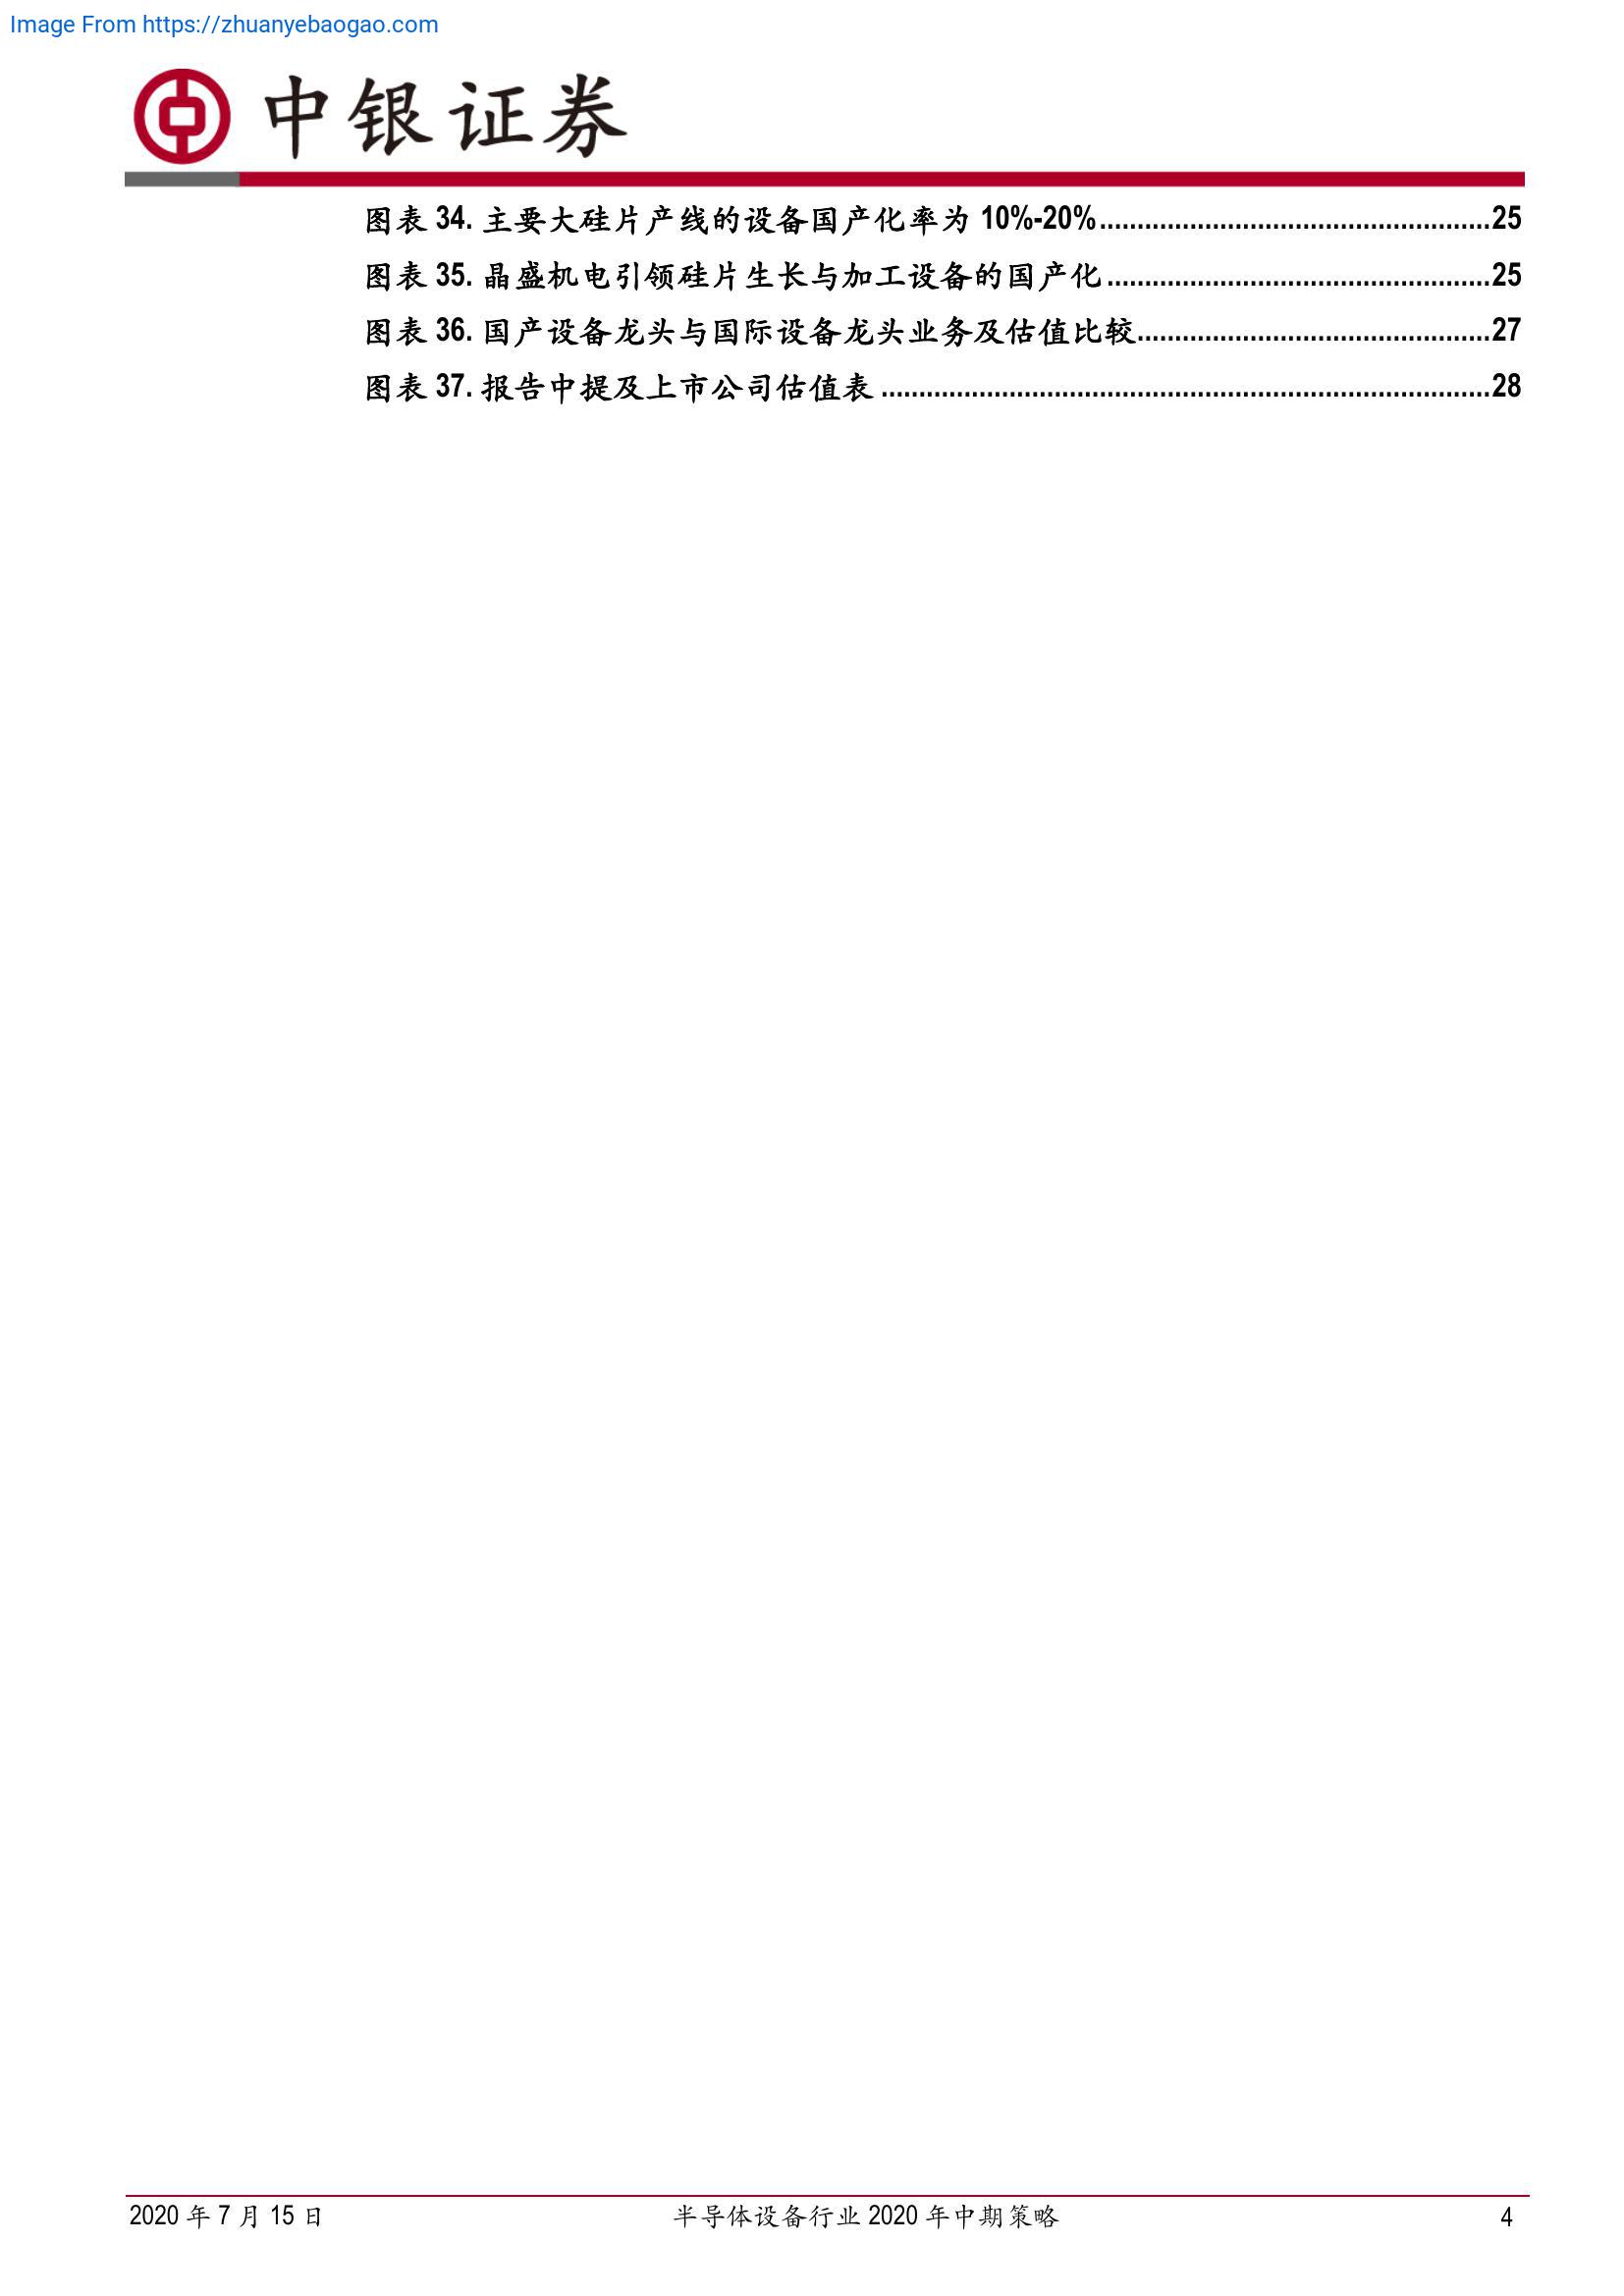 Image From https://zhuanyebaogao.com
中银证券
图表 34. 主要大硅片产线的设备国产化率为 10%-20%....................................................25
图表 35. 晶盛机电引领硅片生长与加工设备的国产化...................................................25
图表 36. 国产设备龙头与国际设备龙头业务及估值比较...............................................27
图表 37. 报告中提及上市公司估值表.................................................................................28
2020 年 7 月 15 日
半导体设备行业 2020 年中期策略
4